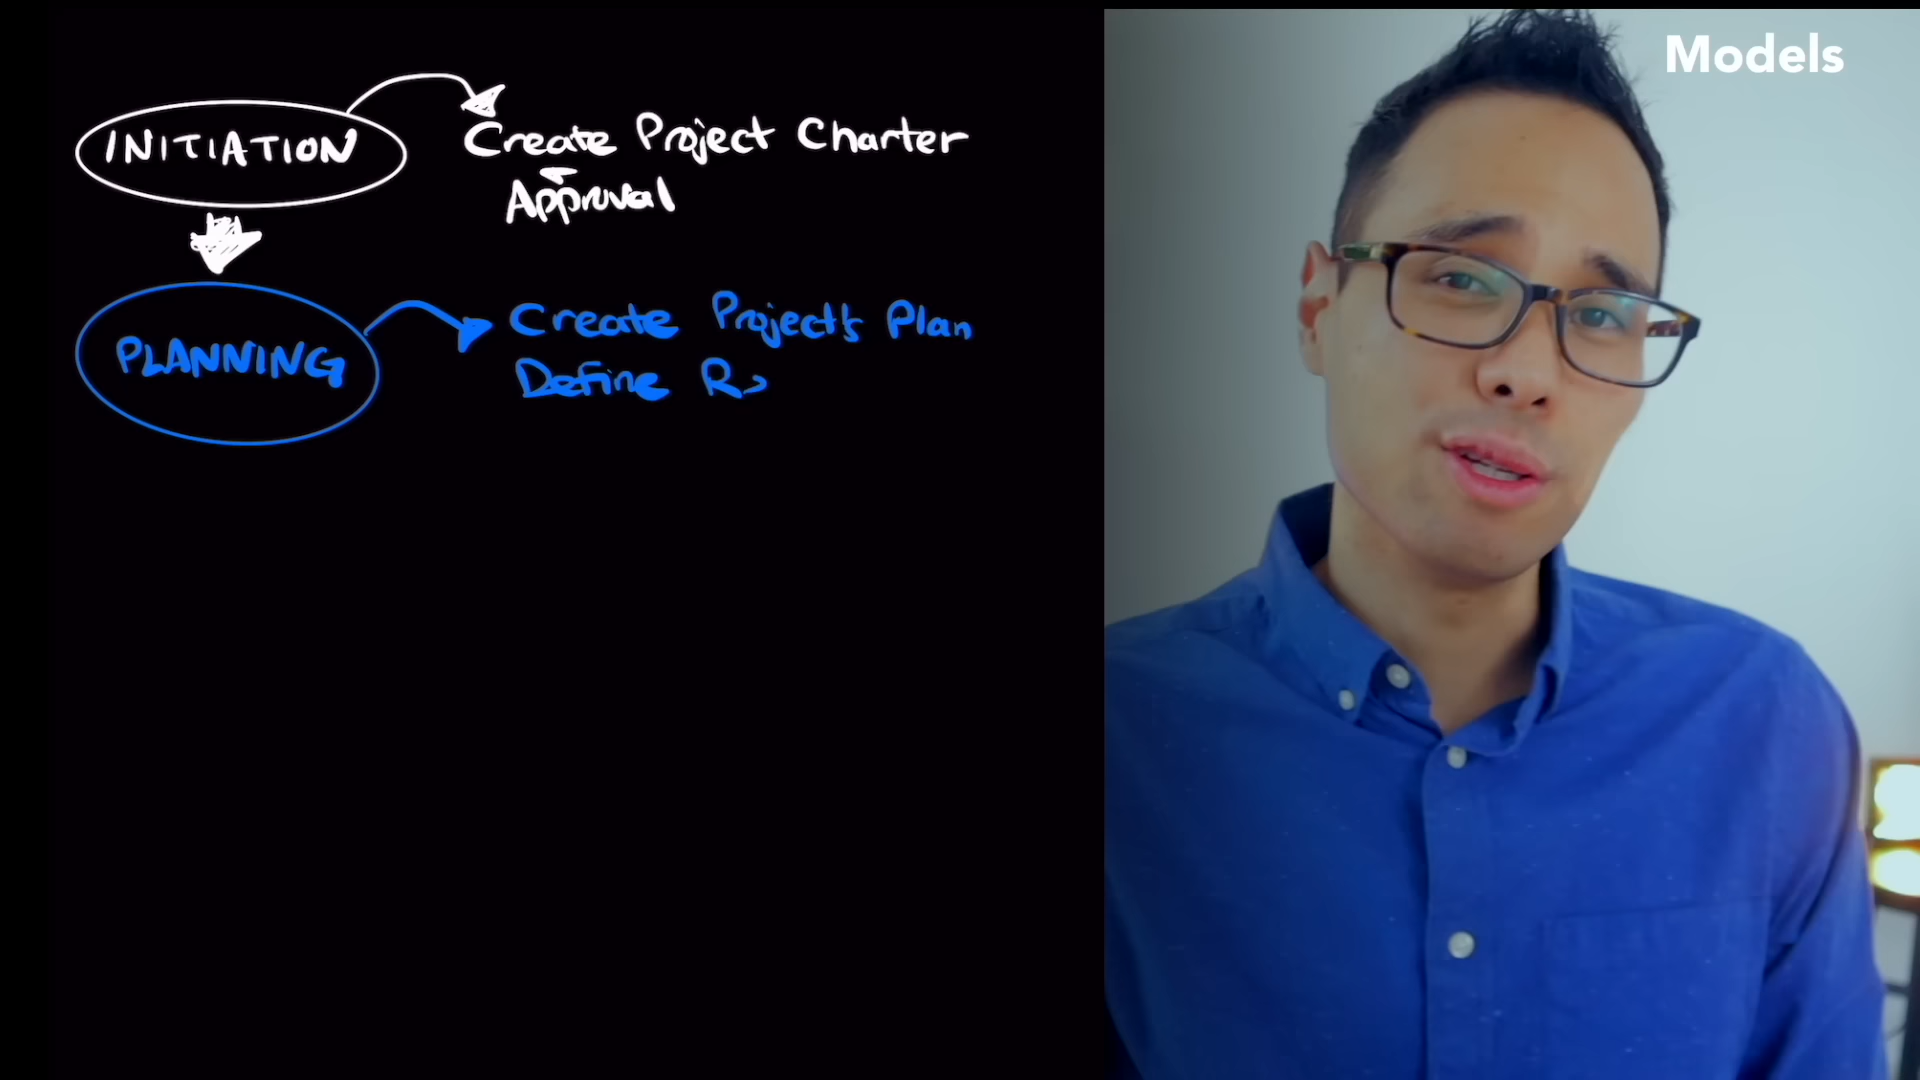 Models
INITIATION
Create Project Charter
Approval
PLANNING
Create Project's Plan
Define R